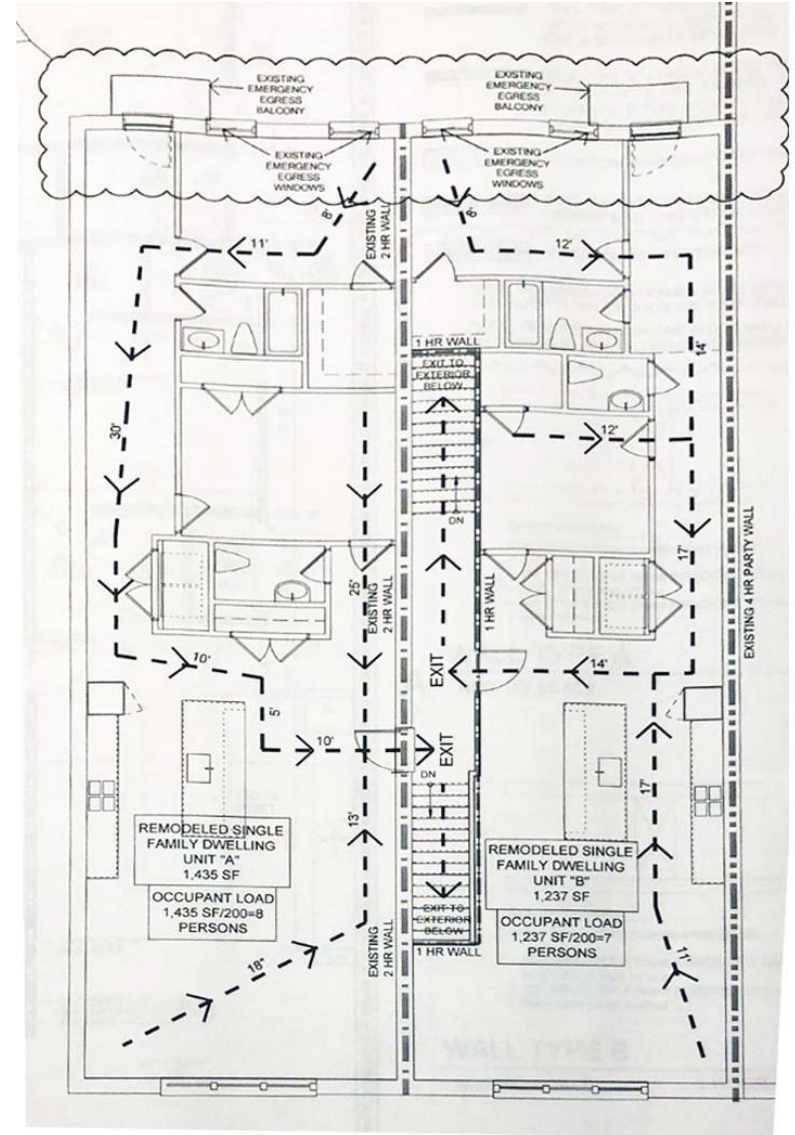 EXISTING
EMERGENCY
EGRESS
BALCONY
EXISTING
EMERGENCY
EGRESS
BALCONY
EXISTING
EMERGENCY
EGRESS
WINDOWS
EXISTING
EMERGENCY
EGRESS
WINDOWS
8'
8'
11'
EXISTING
2 HR WALL
12'
1 HR WALL
EXIT TO
EXTERIOR
BELOW
14'
30'
12'
DN
17'
EXISTING 4 HR PARTY WALL
25'
EXISTING
2 HR WALL
1 HR WALL
10'
EXIT
14'
5'
10'
EXIT
DN
13'
17'
REMODELED SINGLE
FAMILY DWELLING
UNIT "A"
1,435 SF
OCCUPANT LOAD
1,435 SF/200=8
PERSONS
REMODELED SINGLE
FAMILY DWELLING
UNIT "B"
1,237 SF
OCCUPANT LOAD
1,237 SF/200=7
PERSONS
EXIT TO
EXTERIOR
BELOW
1 HR WALL
EXISTING
2 HR WALL
18"
11'
WALL TYPE B